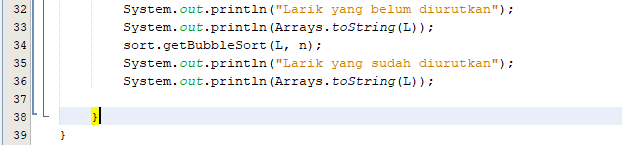 32 System.out.println("Larik yang belum diurutkan");
33 System.out.println(Arrays.toString(L));
34 sort.getBubbleSort(L, n);
35 System.out.println("Larik yang sudah diurutkan");
36 System.out.println(Arrays.toString(L));
37
38 }
39 }